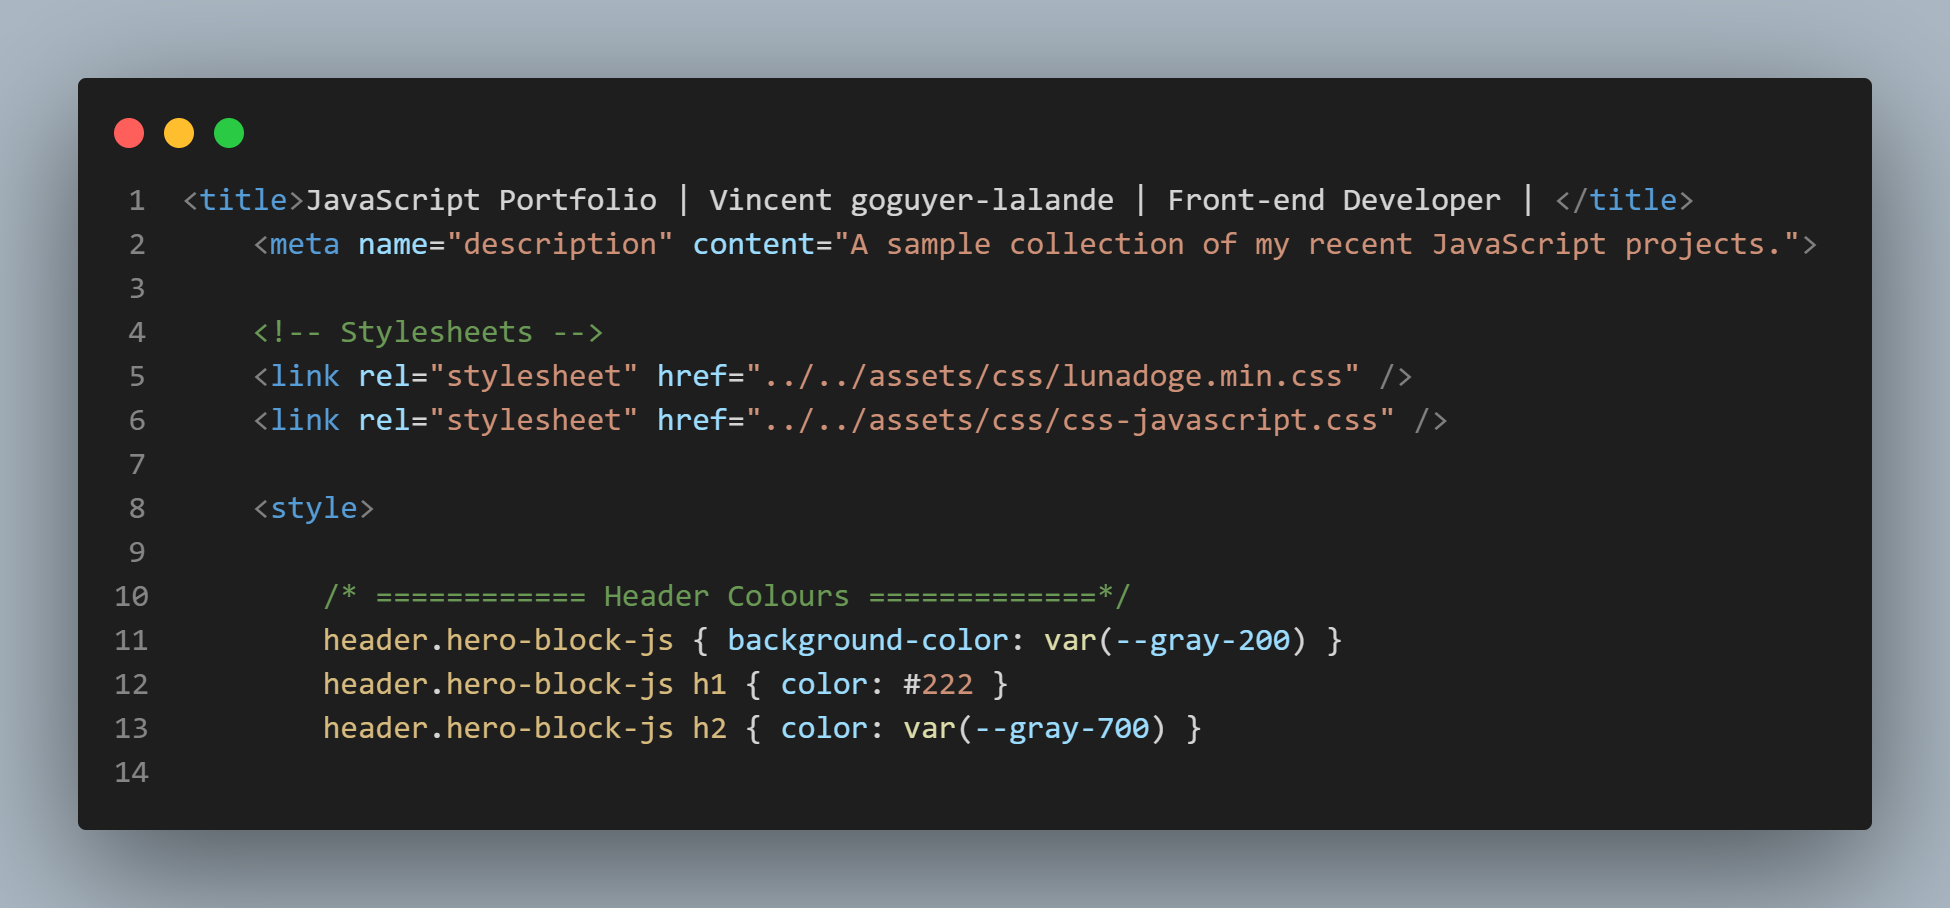 1 <title>JavaScript Portfolio | Vincent goguyer-lalande | Front-end Developer | </title>
2     <meta name="description" content="A sample collection of my recent JavaScript projects.">
3
4     <!-- Stylesheets -->
5     <link rel="stylesheet" href="../../assets/css/lunadoge.min.css" />
6     <link rel="stylesheet" href="../../assets/css/css-javascript.css" />
7
8     <style>
9
10         /* ============ Header Colours =============*/
11         header.hero-block-js { background-color: var(--gray-200) }
12         header.hero-block-js h1 { color: #222 }
13         header.hero-block-js h2 { color: var(--gray-700) }
14